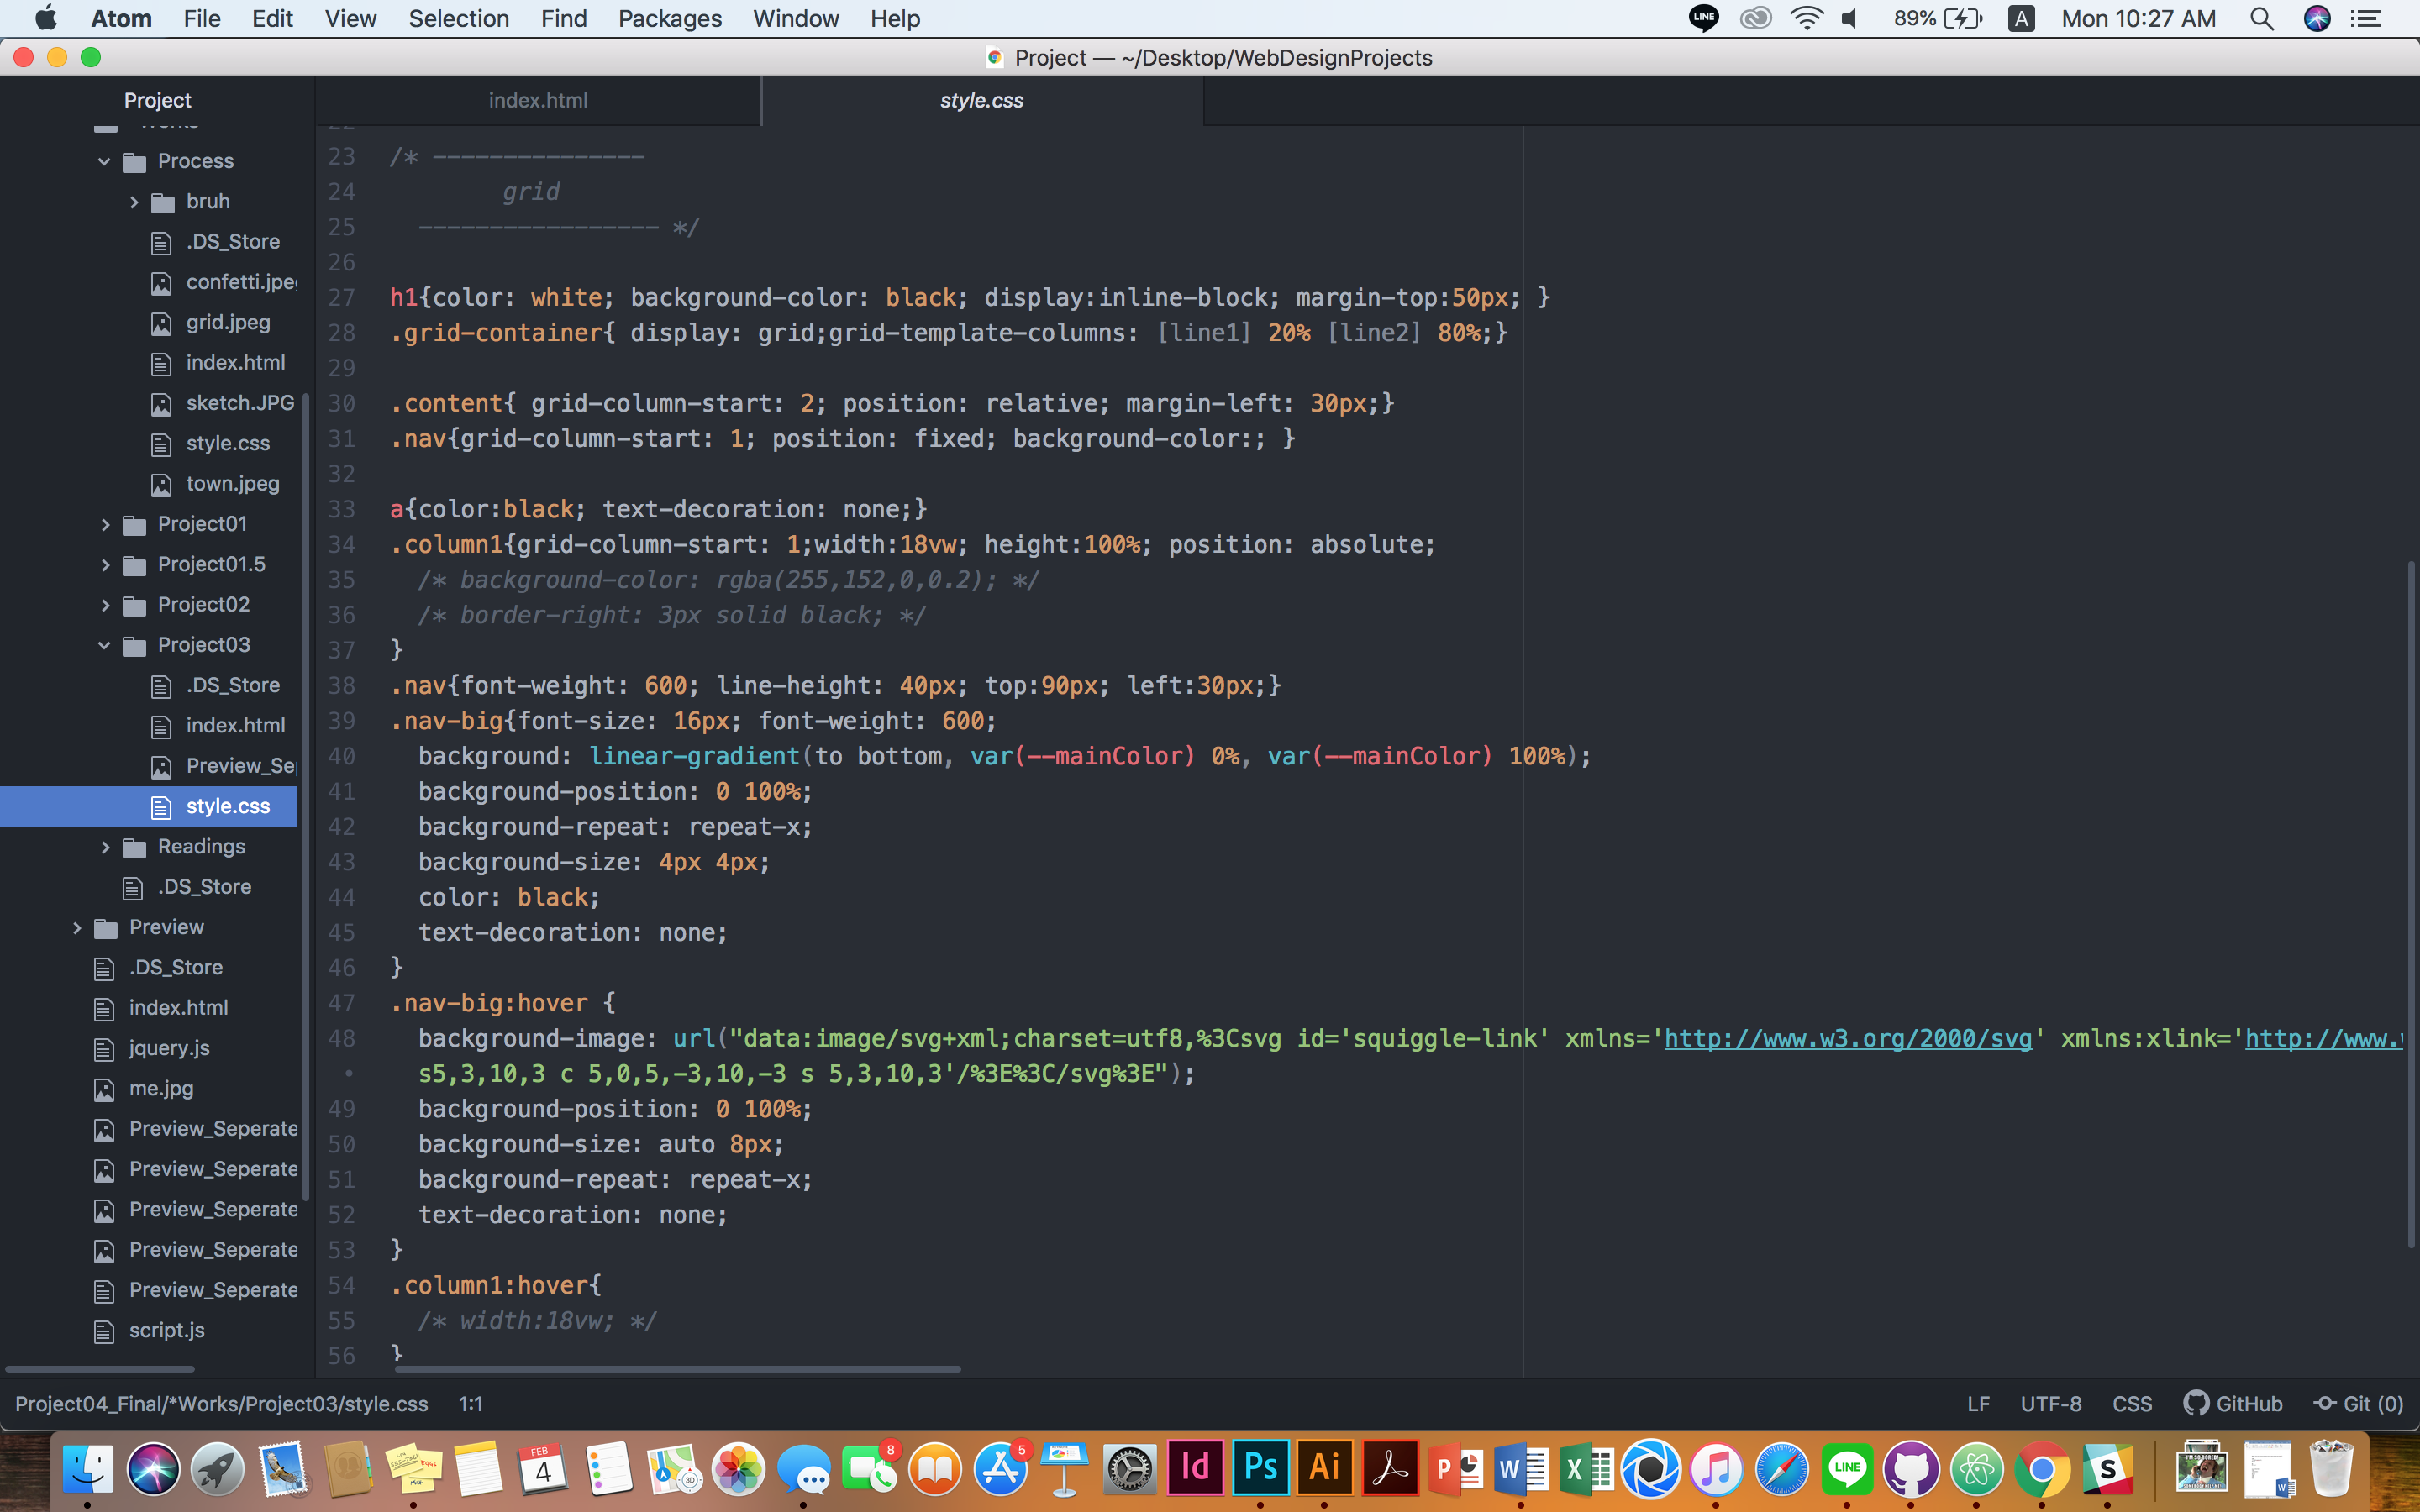 Atom File Edit View Selection Find Packages Window Help LINE 89% A Mon 10:27 AM
Project — ~/Desktop/WebDesignProjects
Project
index.html
style.css
Process
bruh
.DS_Store
confetti.jpe
grid.jpeg
index.html
sketch.JPG
style.css
town.jpeg
Project01
Project01.5
Project02
Project03
.DS_Store
index.html
Preview_Se
style.css
Readings
.DS_Store
Preview
.DS_Store
index.html
jquery.js
me.jpg
Preview_Seperate
Preview_Seperate
Preview_Seperate
Preview_Seperate
Preview_Seperate
script.js
23 /* ---------------
24 grid
25 ----------------- */
26
27 h1{color: white; background-color: black; display:inline-block; margin-top:50px; }
28 .grid-container{ display: grid;grid-template-columns: [line1] 20% [line2] 80%;}
29
30 .content{ grid-column-start: 2; position: relative; margin-left: 30px;}
31 .nav{grid-column-start: 1; position: fixed; background-color:; }
32
33 a{color:black; text-decoration: none;}
34 .column1{grid-column-start: 1;width:18vw; height:100%; position: absolute;
35 /* background-color: rgba(255,152,0,0.2); */
36 /* border-right: 3px solid black; */
37 }
38 .nav{font-weight: 600; line-height: 40px; top:90px; left:30px;}
39 .nav-big{font-size: 16px; font-weight: 600;
40 background: linear-gradient(to bottom, var(--mainColor) 0%, var(--mainColor) 100%);
41 background-position: 0 100%;
42 background-repeat: repeat-x;
43 background-size: 4px 4px;
44 color: black;
45 text-decoration: none;
46 }
47 .nav-big:hover {
48 background-image: url("data:image/svg+xml;charset=utf8,%3Csvg id='squiggle-link' xmlns='http://www.w3.org/2000/svg' xmlns:xlink='http://www.
• s5,3,10,3 c 5,0,5,-3,10,-3 s 5,3,10,3'/%3E%3C/svg%3E");
49 background-position: 0 100%;
50 background-size: auto 8px;
51 background-repeat: repeat-x;
52 text-decoration: none;
53 }
54 .column1:hover{
55 /* width:18vw; */
56 }
Project04_Final/*Works/Project03/style.css 1:1 LF UTF-8 CSS GitHub Git (0)
FEB
4
3D
8
5
Id
Ps
Ai
P
W
X
LINE
S
W